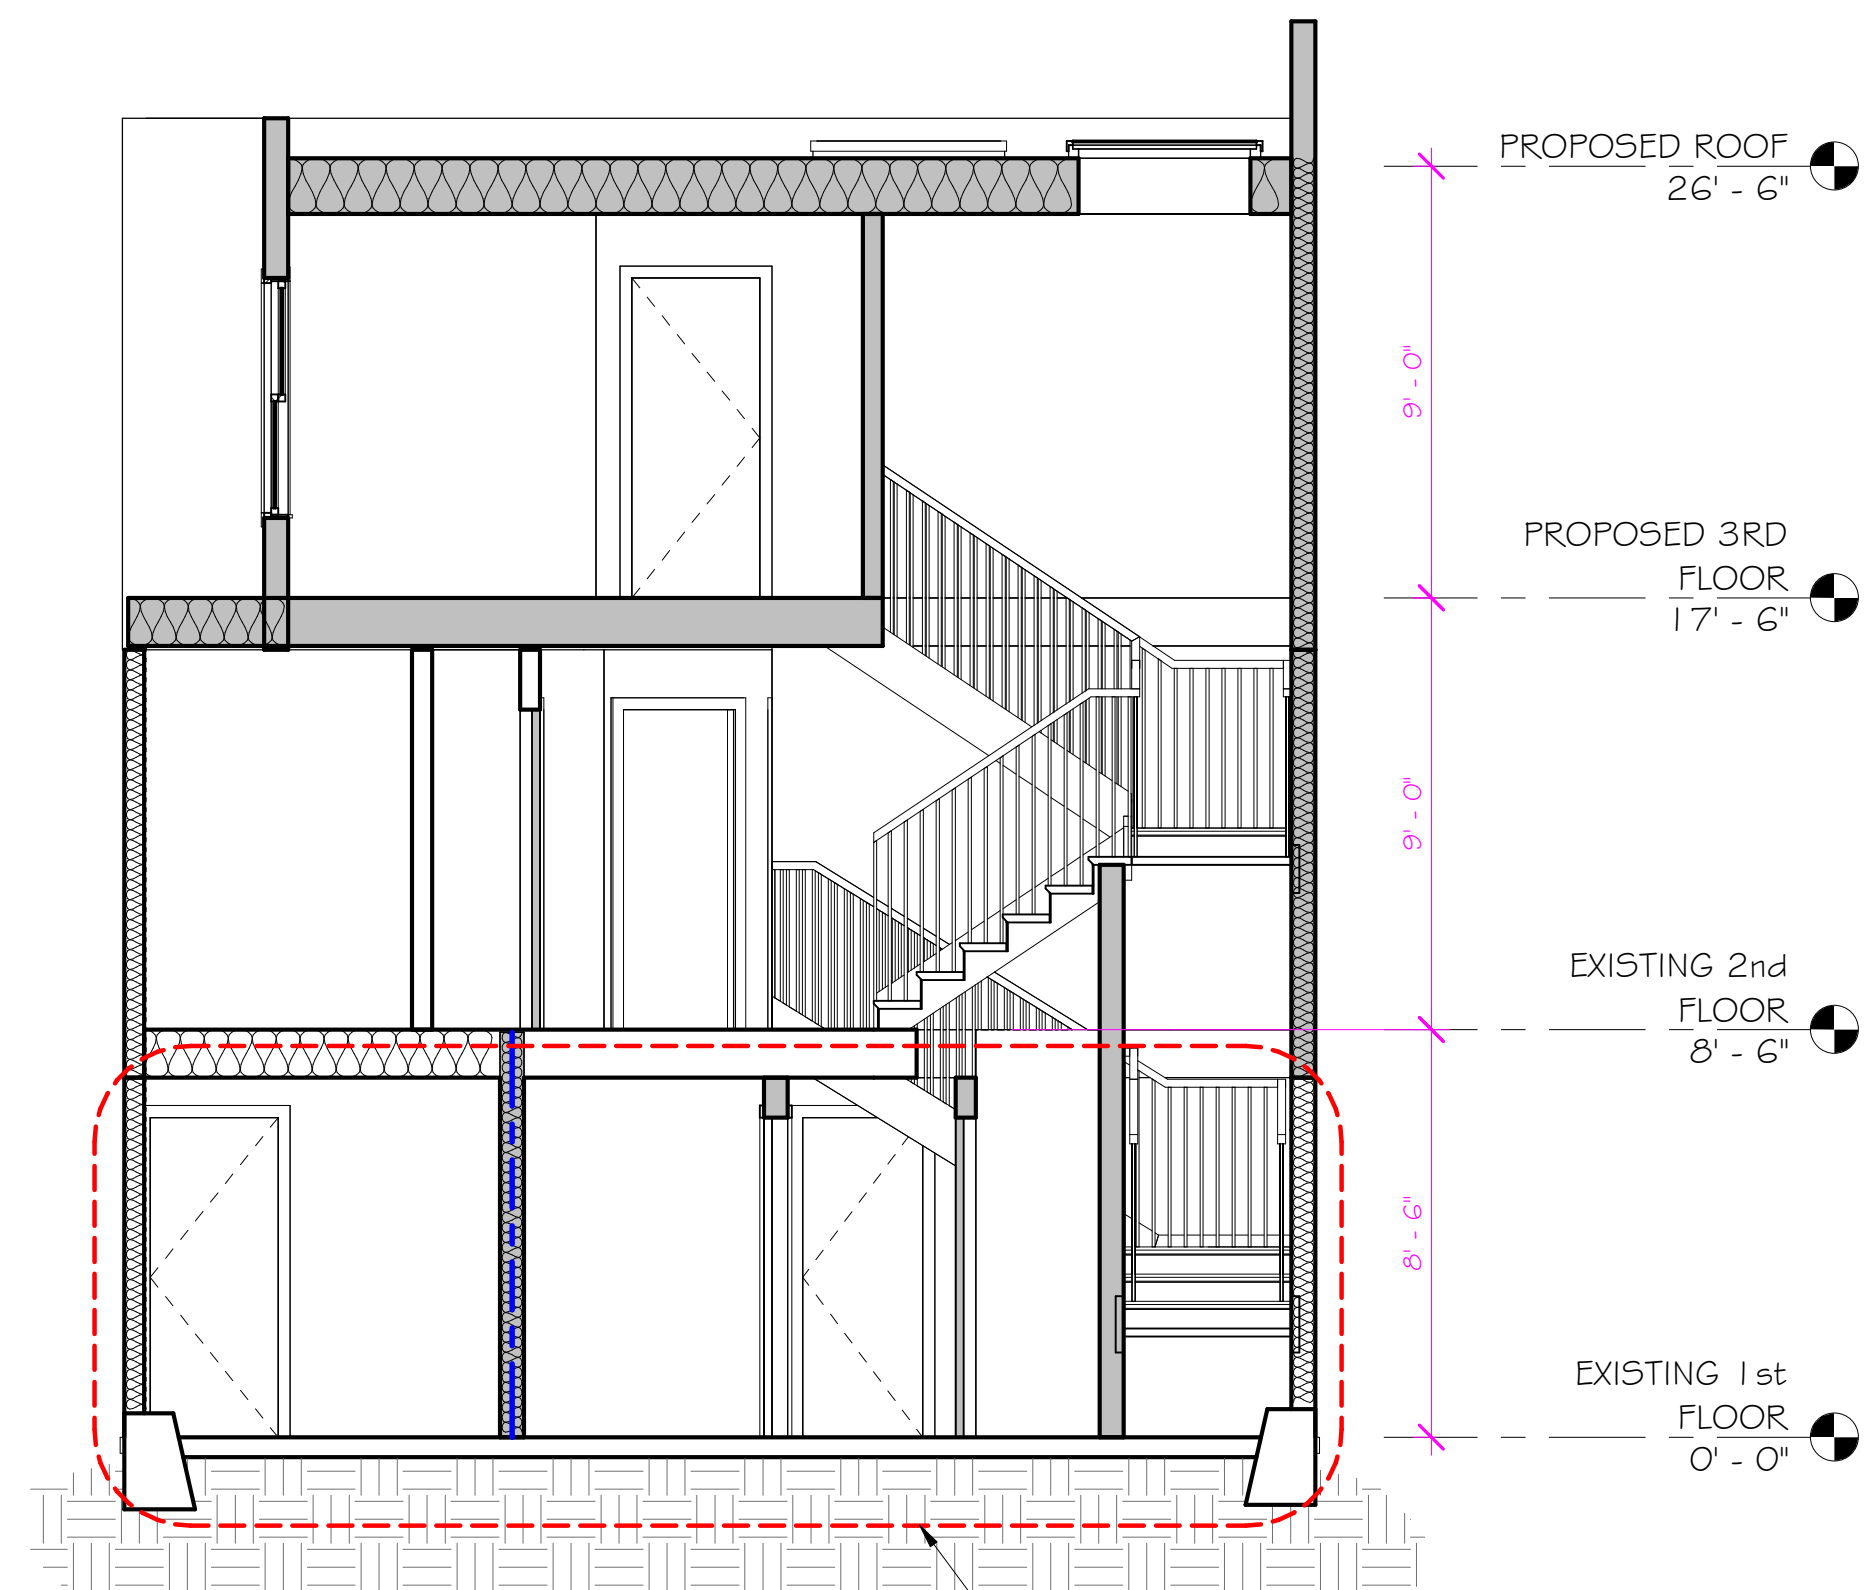 PROPOSED ROOF
26' - 6"
9' - 0"
PROPOSED 3RD
FLOOR
17' - 6"
9' - 0"
EXISTING 2nd
FLOOR
8' - 6"
8' - 6"
EXISTING 1st
FLOOR
0' - 0"